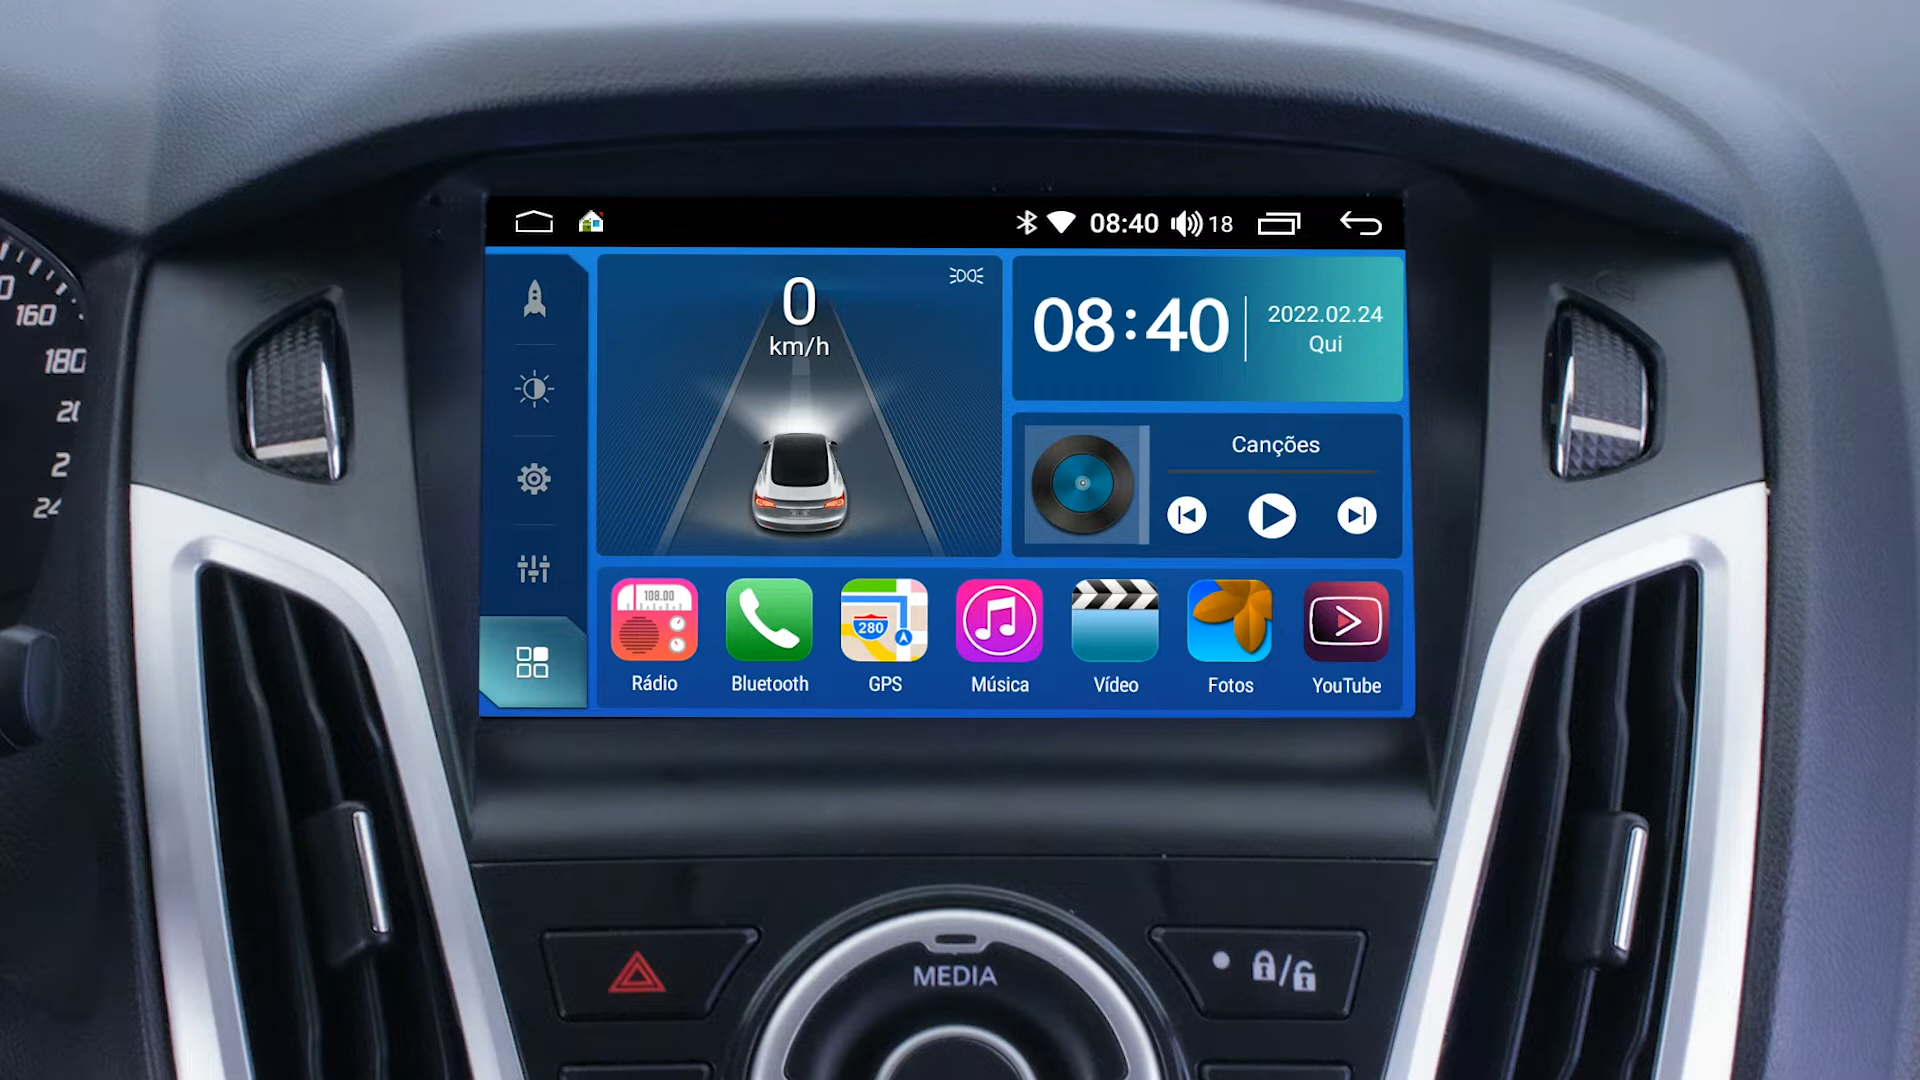 08:40
18
0
km/h
08:40
2022.02.24
Qui
Canções
108.00
280
Rádio
Bluetooth
GPS
Música
Vídeo
Fotos
YouTube
160
180
MEDIA